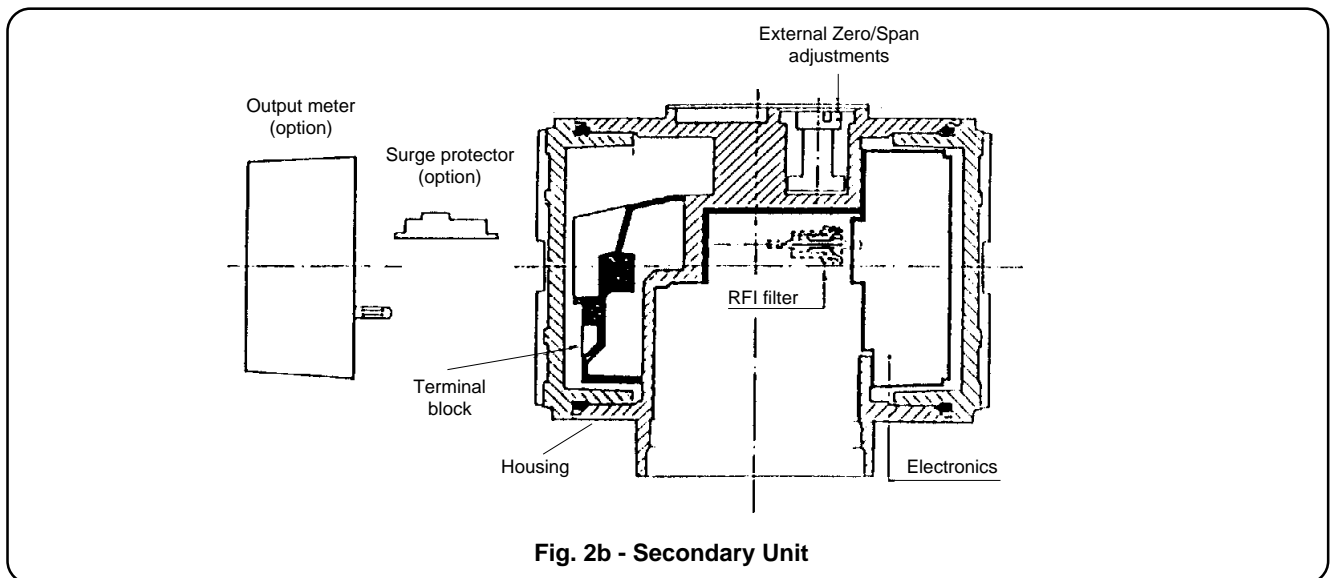 External Zero/Span
adjustments
Output meter
(option)
Surge protector
(option)
RFI filter
Terminal
block
Housing
Electronics
Fig. 2b - Secondary Unit